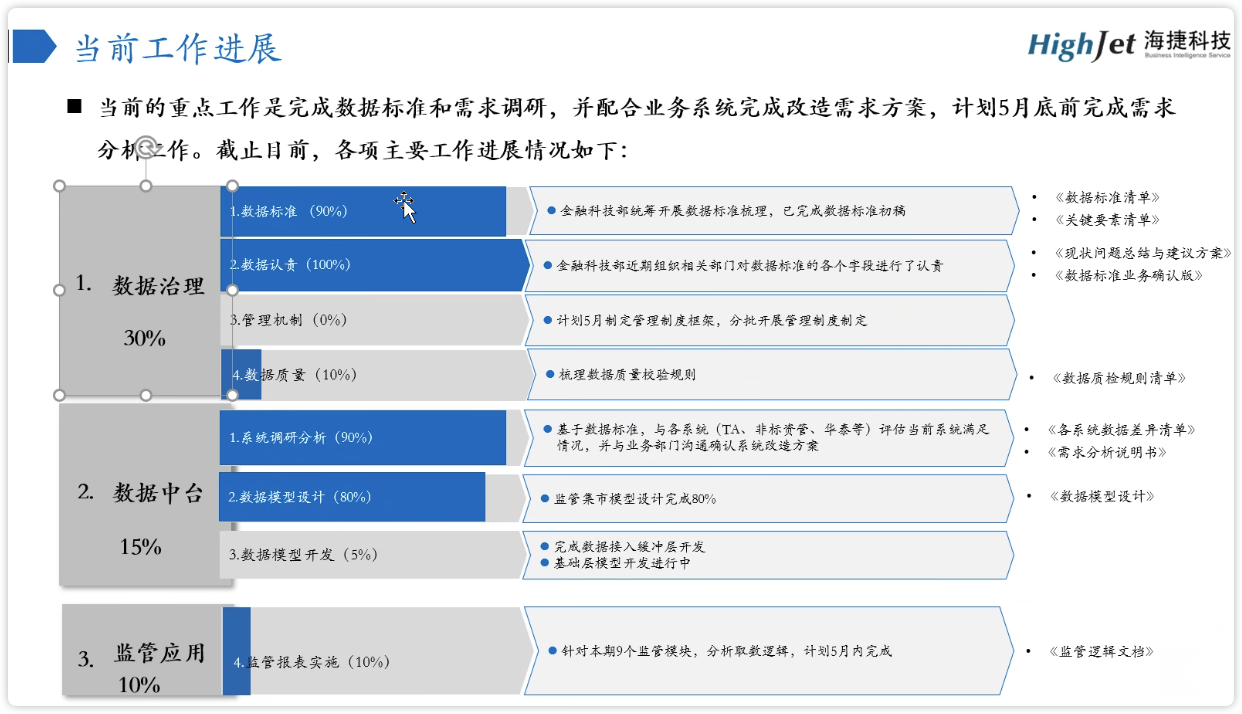 当前工作进展
HighJet 海捷科技
Business Intelligence Service
■ 当前的重点工作是完成数据标准和需求调研，并配合业务系统完成改造需求方案，计划5月底前完成需求
分析工作。截止目前，各项主要工作进展情况如下：
1. 数据治理
30%
1.数据标准（90%）
● 金融科技部统筹开展数据标准梳理，已完成数据标准初稿
• 《数据标准清单》
• 《关键要素清单》
2.数据认责（100%）
● 金融科技部近期组织相关部门对数据标准的各个字段进行了认责
• 《现状问题总结与建议方案》
• 《数据标准业务确认版》
3.管理机制（0%）
● 计划5月制定管理制度框架，分批开展管理制度制定
4.数据质量（10%）
● 梳理数据质量校验规则
• 《数据质检规则清单》
2. 数据中台
15%
1.系统调研分析（90%）
● 基于数据标准，与各系统（TA、非标资管、华泰等）评估当前系统满足
情况，并与业务部门沟通确认系统改造方案
• 《各系统数据差异清单》
• 《需求分析说明书》
2.数据模型设计（80%）
● 监管集市模型设计完成80%
• 《数据模型设计》
3.数据模型开发（5%）
● 完成数据接入缓冲层开发
● 基础层模型开发进行中
3. 监管应用
10%
4.监管报表实施（10%）
● 针对本期9个监管模块，分析取数逻辑，计划5月内完成
• 《监管逻辑文档》